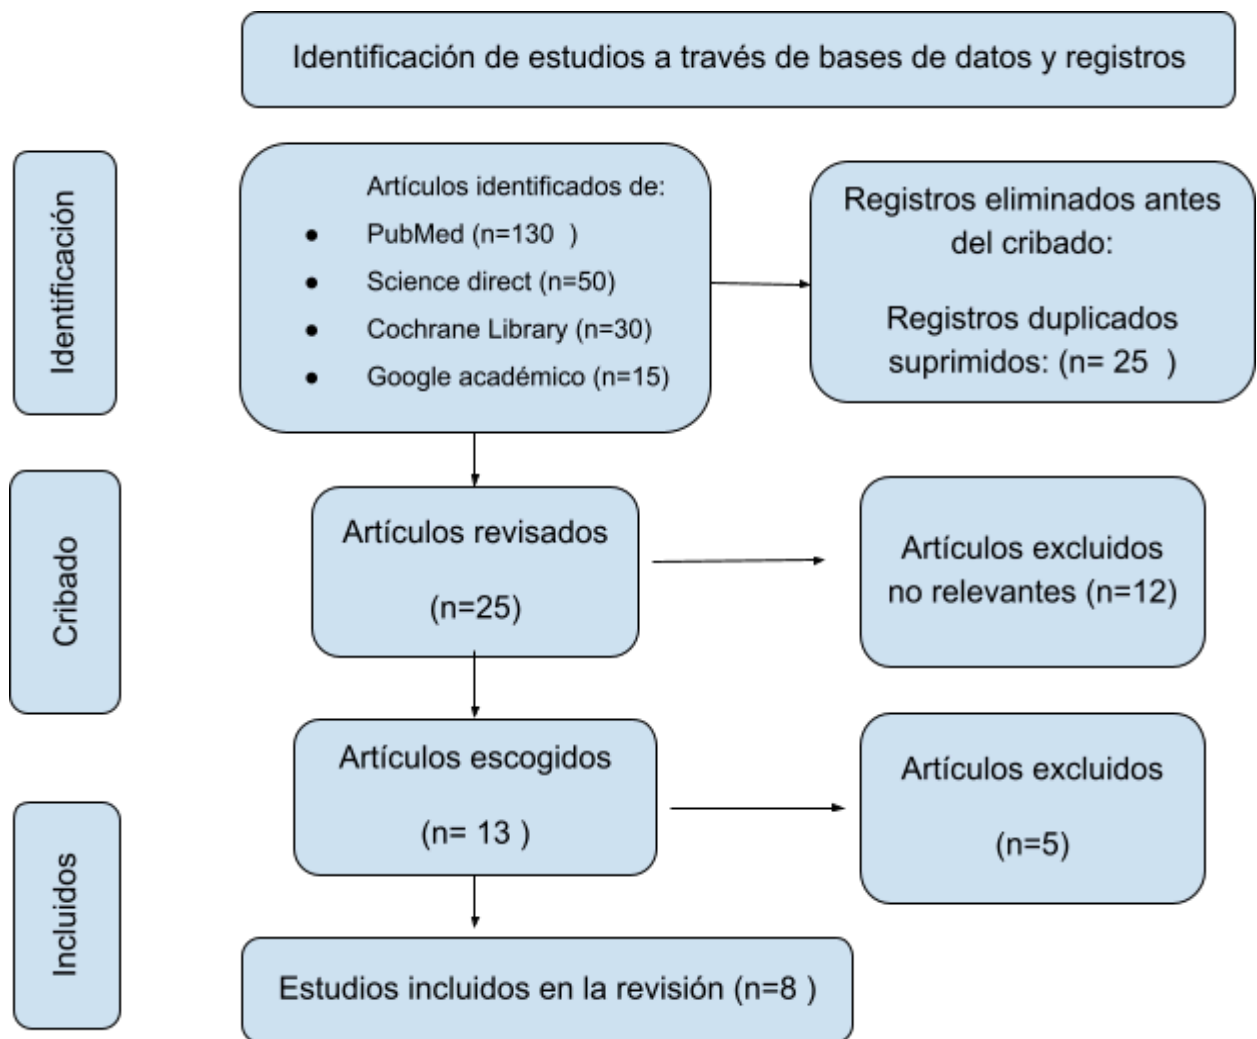 Identificación de estudios a través de bases de datos y registros
Identificación
Artículos identificados de:
● PubMed (n=130 )
● Science direct (n=50)
● Cochrane Library (n=30)
● Google académico (n=15)
Registros eliminados antes
del cribado:
Registros duplicados
suprimidos: (n= 25 )
Cribado
Artículos revisados
(n=25)
Artículos excluidos
no relevantes (n=12)
Artículos escogidos
(n= 13 )
Artículos excluidos
(n=5)
Incluidos
Estudios incluidos en la revisión (n=8 )